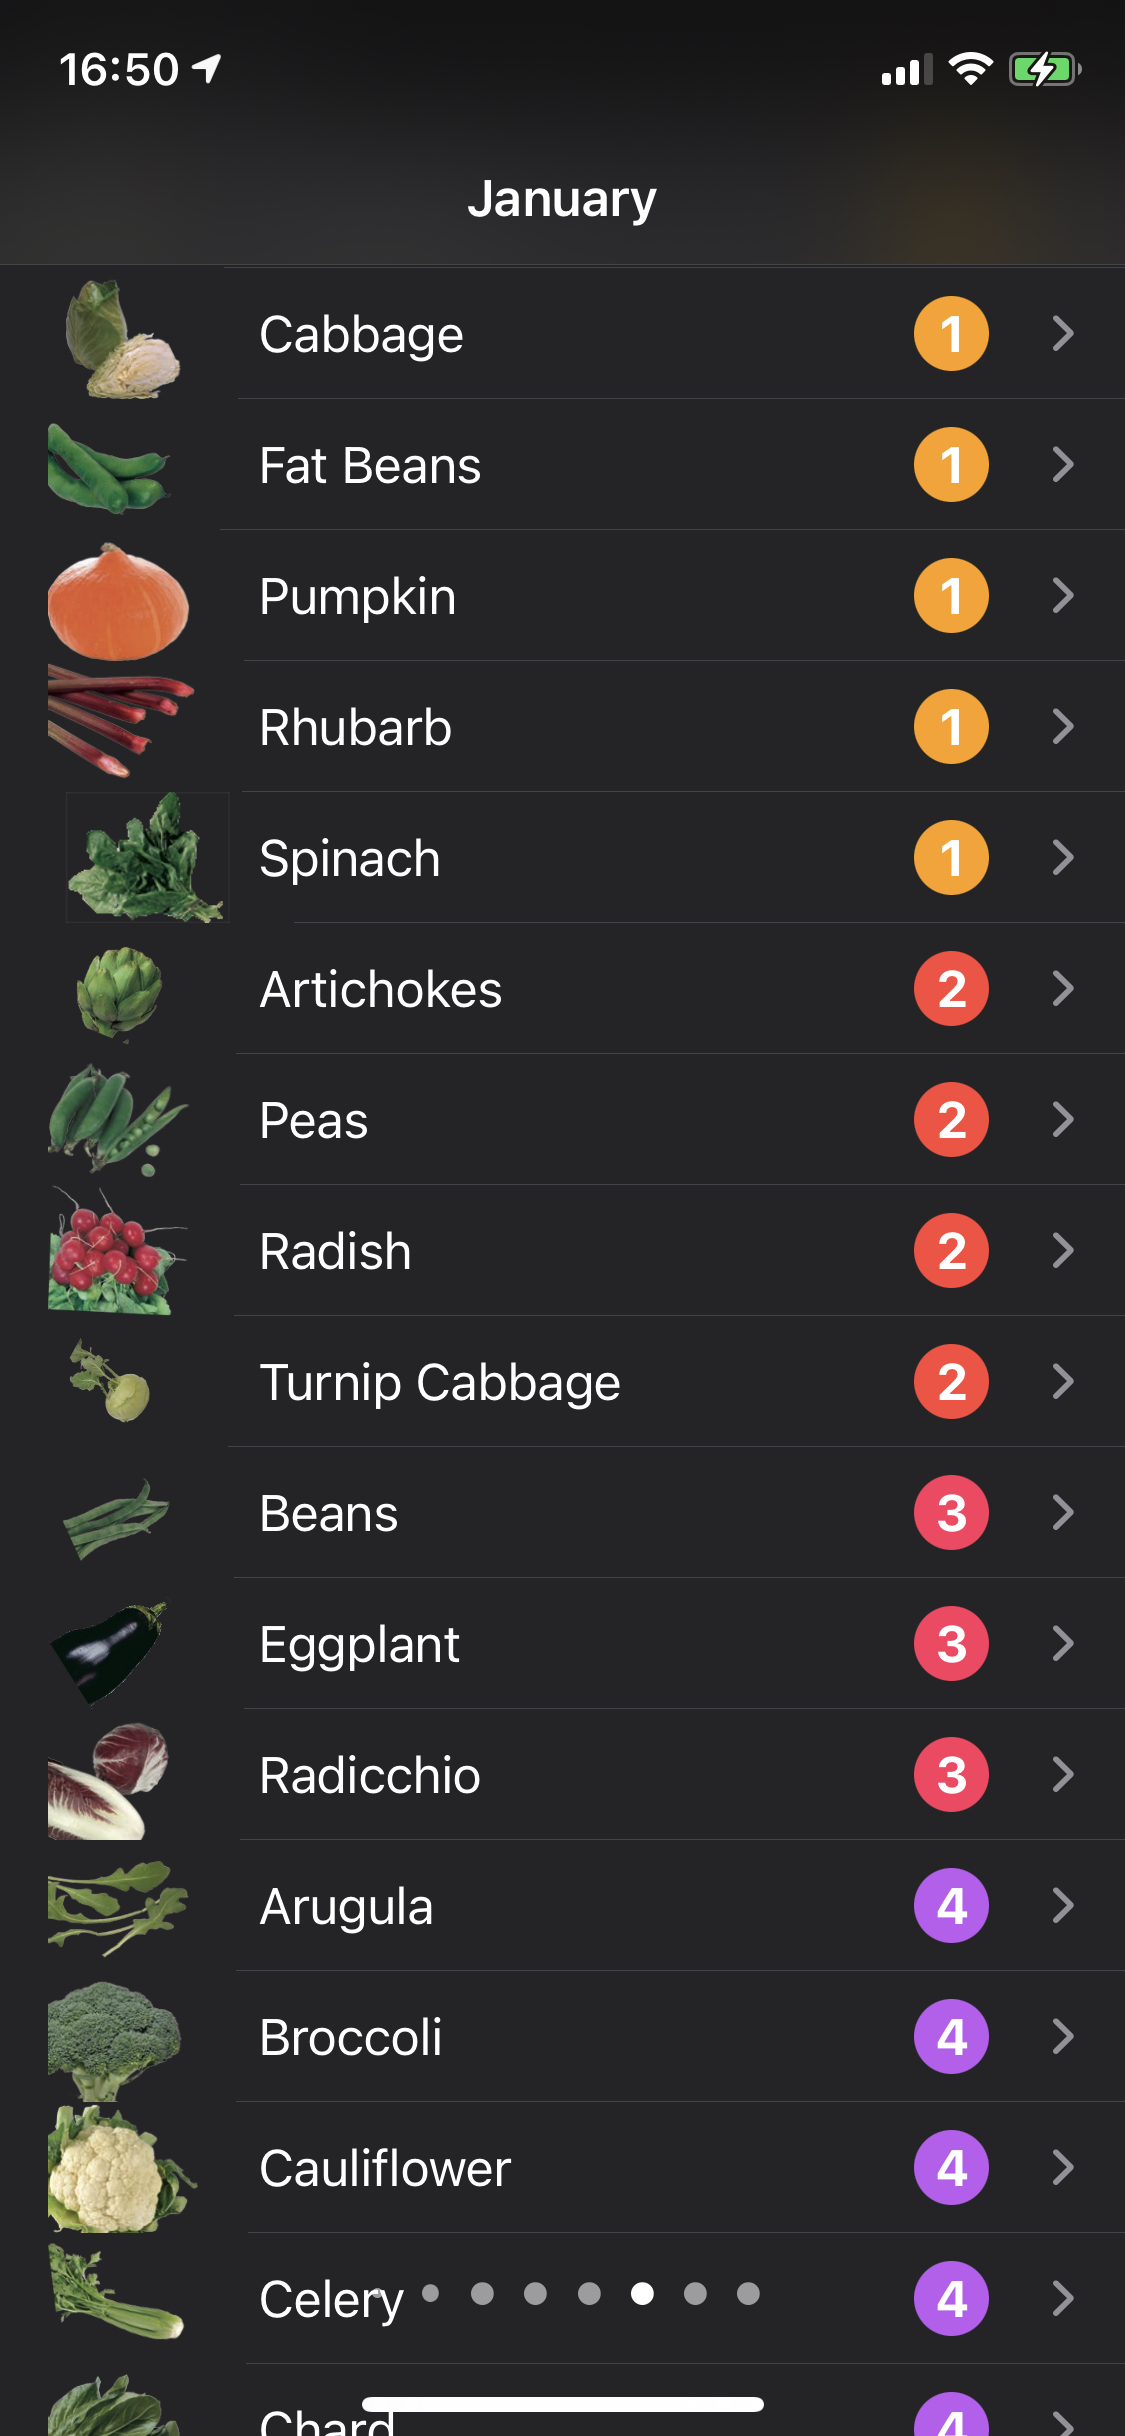 16:50
January
Cabbage 1
Fat Beans 1
Pumpkin 1
Rhubarb 1
Spinach 1
Artichokes 2
Peas 2
Radish 2
Turnip Cabbage 2
Beans 3
Eggplant 3
Radicchio 3
Arugula 4
Broccoli 4
Cauliflower 4
Celery 4
Chard 4